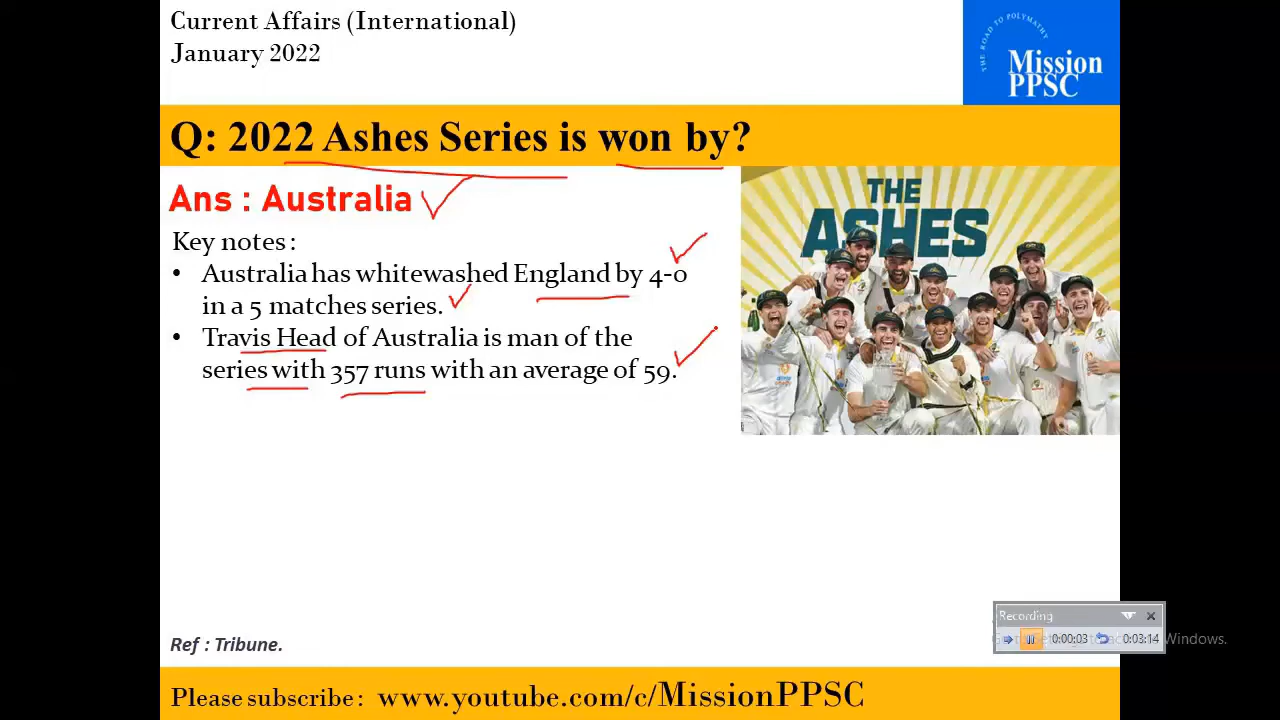 Current Affairs (International)
January 2022
THE ROAD TO POLYMATHY
Mission
PPSC
Q: 2022 Ashes Series is won by?
Ans : Australia
THE
ASHES
Key notes :
• Australia has whitewashed England by 4-0
in a 5 matches series.
• Travis Head of Australia is man of the
series with 357 runs with an average of 59.
Ref : Tribune.
Recording
0:00:03
0:03:14
Windows.
Please subscribe : www.youtube.com/c/MissionPPSC